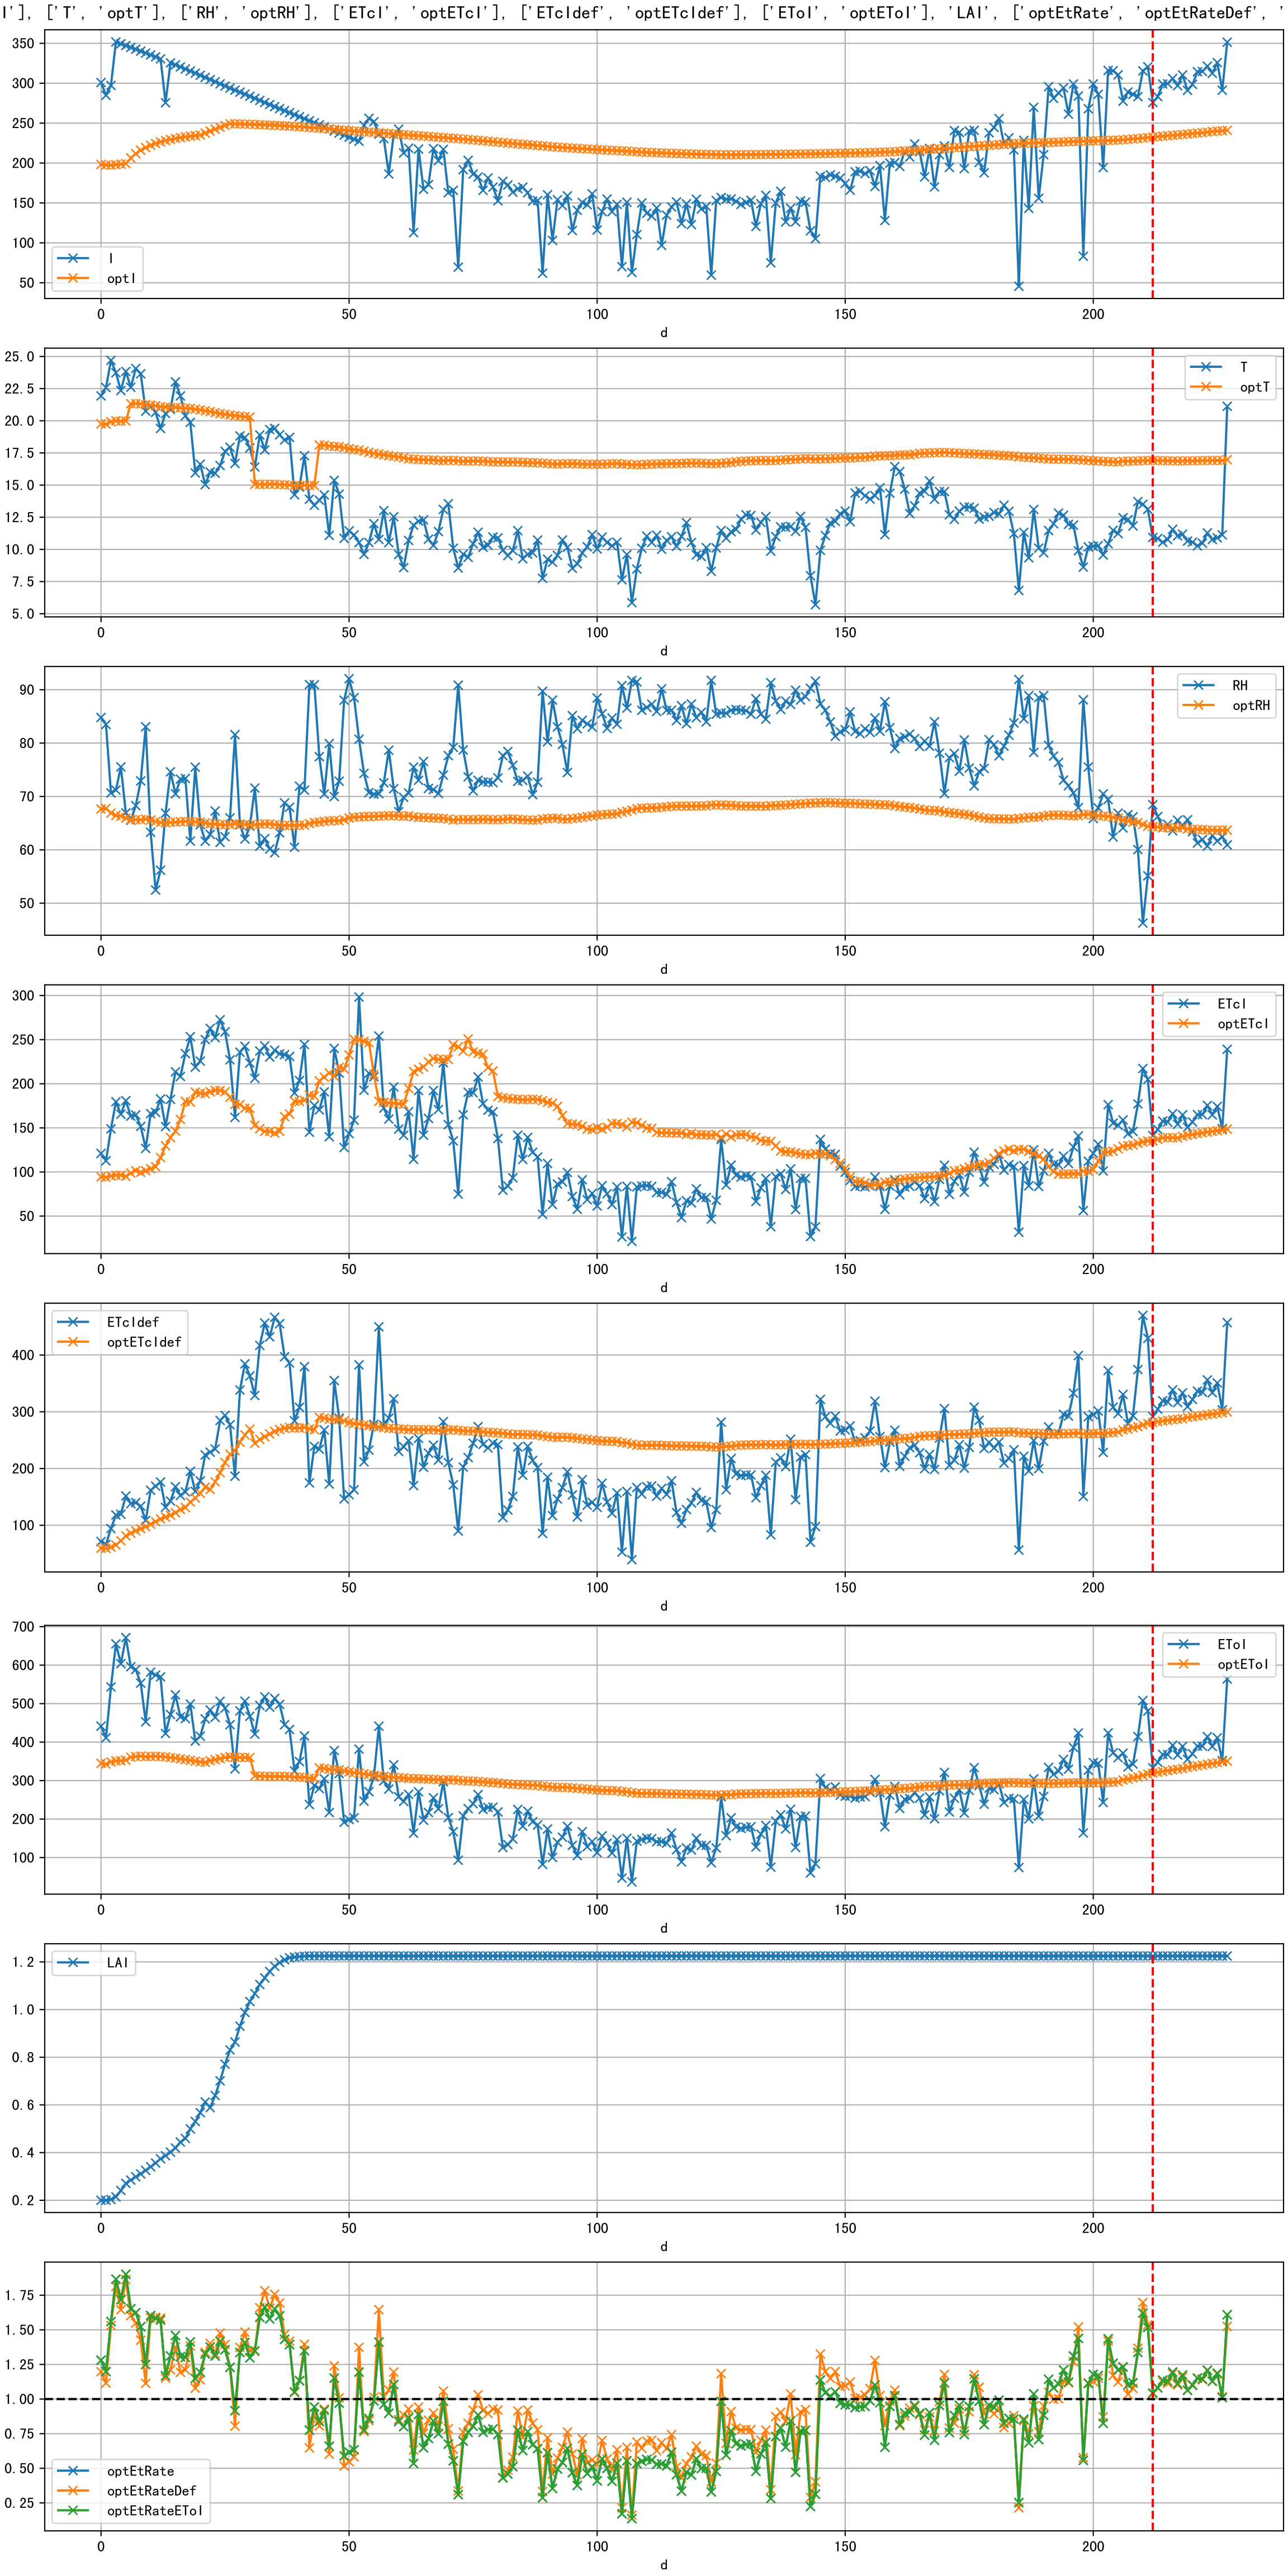 I'], ['T', 'optT'], ['RH', 'optRH'], ['ETcI', 'optETcI'], ['ETcIdef', 'optETcIdef'], ['EToI', 'optEToI'], 'LAI', ['optEtRate', 'optEtRateDef', '
350
300
250
200
150
100
50
I
optI
0 50 100 150 200
d
25.0
22.5
20.0
17.5
15.0
12.5
10.0
7.5
5.0
T
optT
0 50 100 150 200
d
90
80
70
60
50
RH
optRH
0 50 100 150 200
d
300
250
200
150
100
50
ETcI
optETcI
0 50 100 150 200
d
400
300
200
100
ETcIdef
optETcIdef
0 50 100 150 200
d
700
600
500
400
300
200
100
EToI
optEToI
0 50 100 150 200
d
1.2
1.0
0.8
0.6
0.4
0.2
LAI
0 50 100 150 200
d
1.75
1.50
1.25
1.00
0.75
0.50
0.25
optEtRate
optEtRateDef
optEtRateEToI
0 50 100 150 200
d